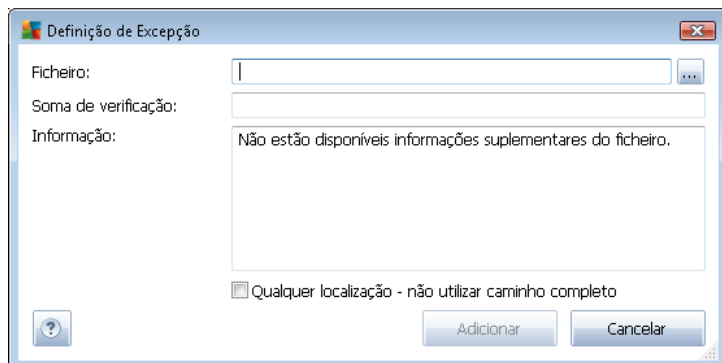 Definição de Excepção
Ficheiro:
...
Soma de verificação:
Informação:
Não estão disponíveis informações suplementares do ficheiro.
Qualquer localização - não utilizar caminho completo
?
Adicionar
Cancelar